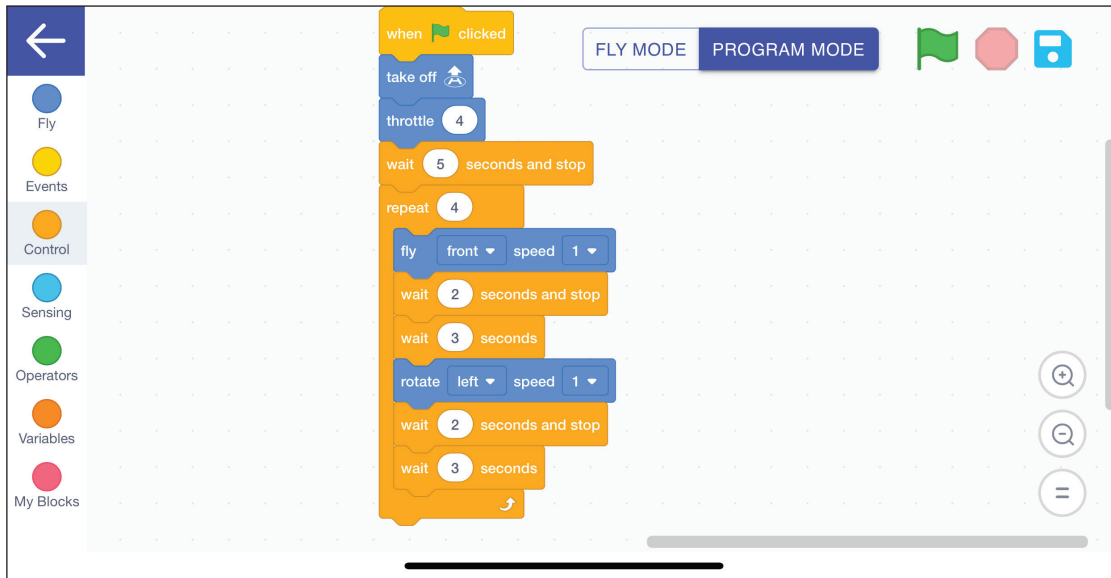 when clicked
FLY MODE PROGRAM MODE
take off
Fly
throttle 4
wait 5 seconds and stop
Events
repeat 4
Control
fly front speed 1
wait 2 seconds and stop
Sensing
wait 3 seconds
Operators
rotate left speed 1
wait 2 seconds and stop
Variables
wait 3 seconds
My Blocks